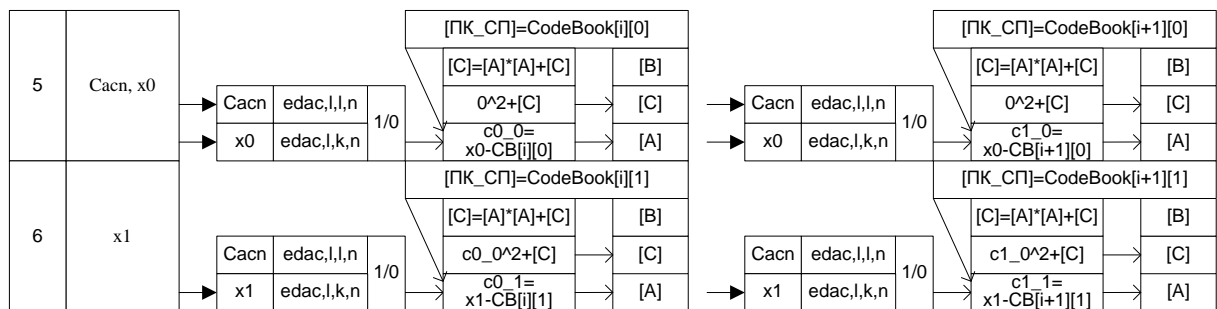 [ПК_СП]=CodeBook[i][0] [ПК_СП]=CodeBook[i+1][0]
5 Cacn, x0 [C]=[A]*[A]+[C] [B] [C]=[A]*[A]+[C] [B]
Cacn edac,l,l,n 1/0 0^2+[C] [C] Cacn edac,l,l,n 1/0 0^2+[C] [C]
x0 edac,l,k,n c0_0= x0-CB[i][0] [A] x0 edac,l,k,n c1_0= x0-CB[i+1][0] [A]
[ПК_СП]=CodeBook[i][1] [ПК_СП]=CodeBook[i+1][1]
6 x1 [C]=[A]*[A]+[C] [B] [C]=[A]*[A]+[C] [B]
Cacn edac,l,l,n 1/0 c0_0^2+[C] [C] Cacn edac,l,l,n 1/0 c1_0^2+[C] [C]
x1 edac,l,k,n c0_1= x1-CB[i][1] [A] x1 edac,l,k,n c1_1= x1-CB[i+1][1] [A]